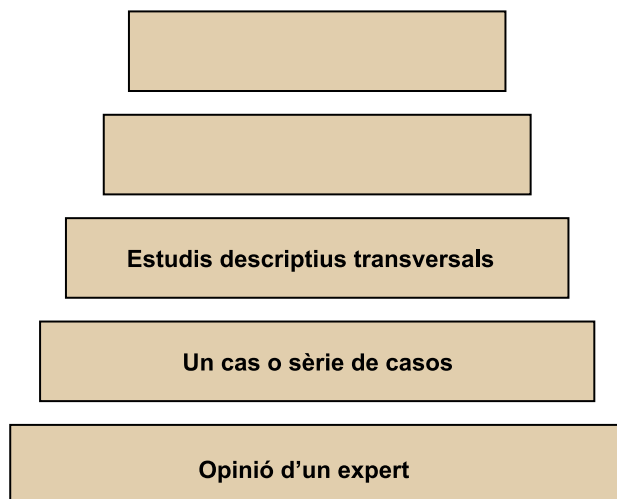 Estudis descriptius transversals
Un cas o sèrie de casos
Opinió d’un expert